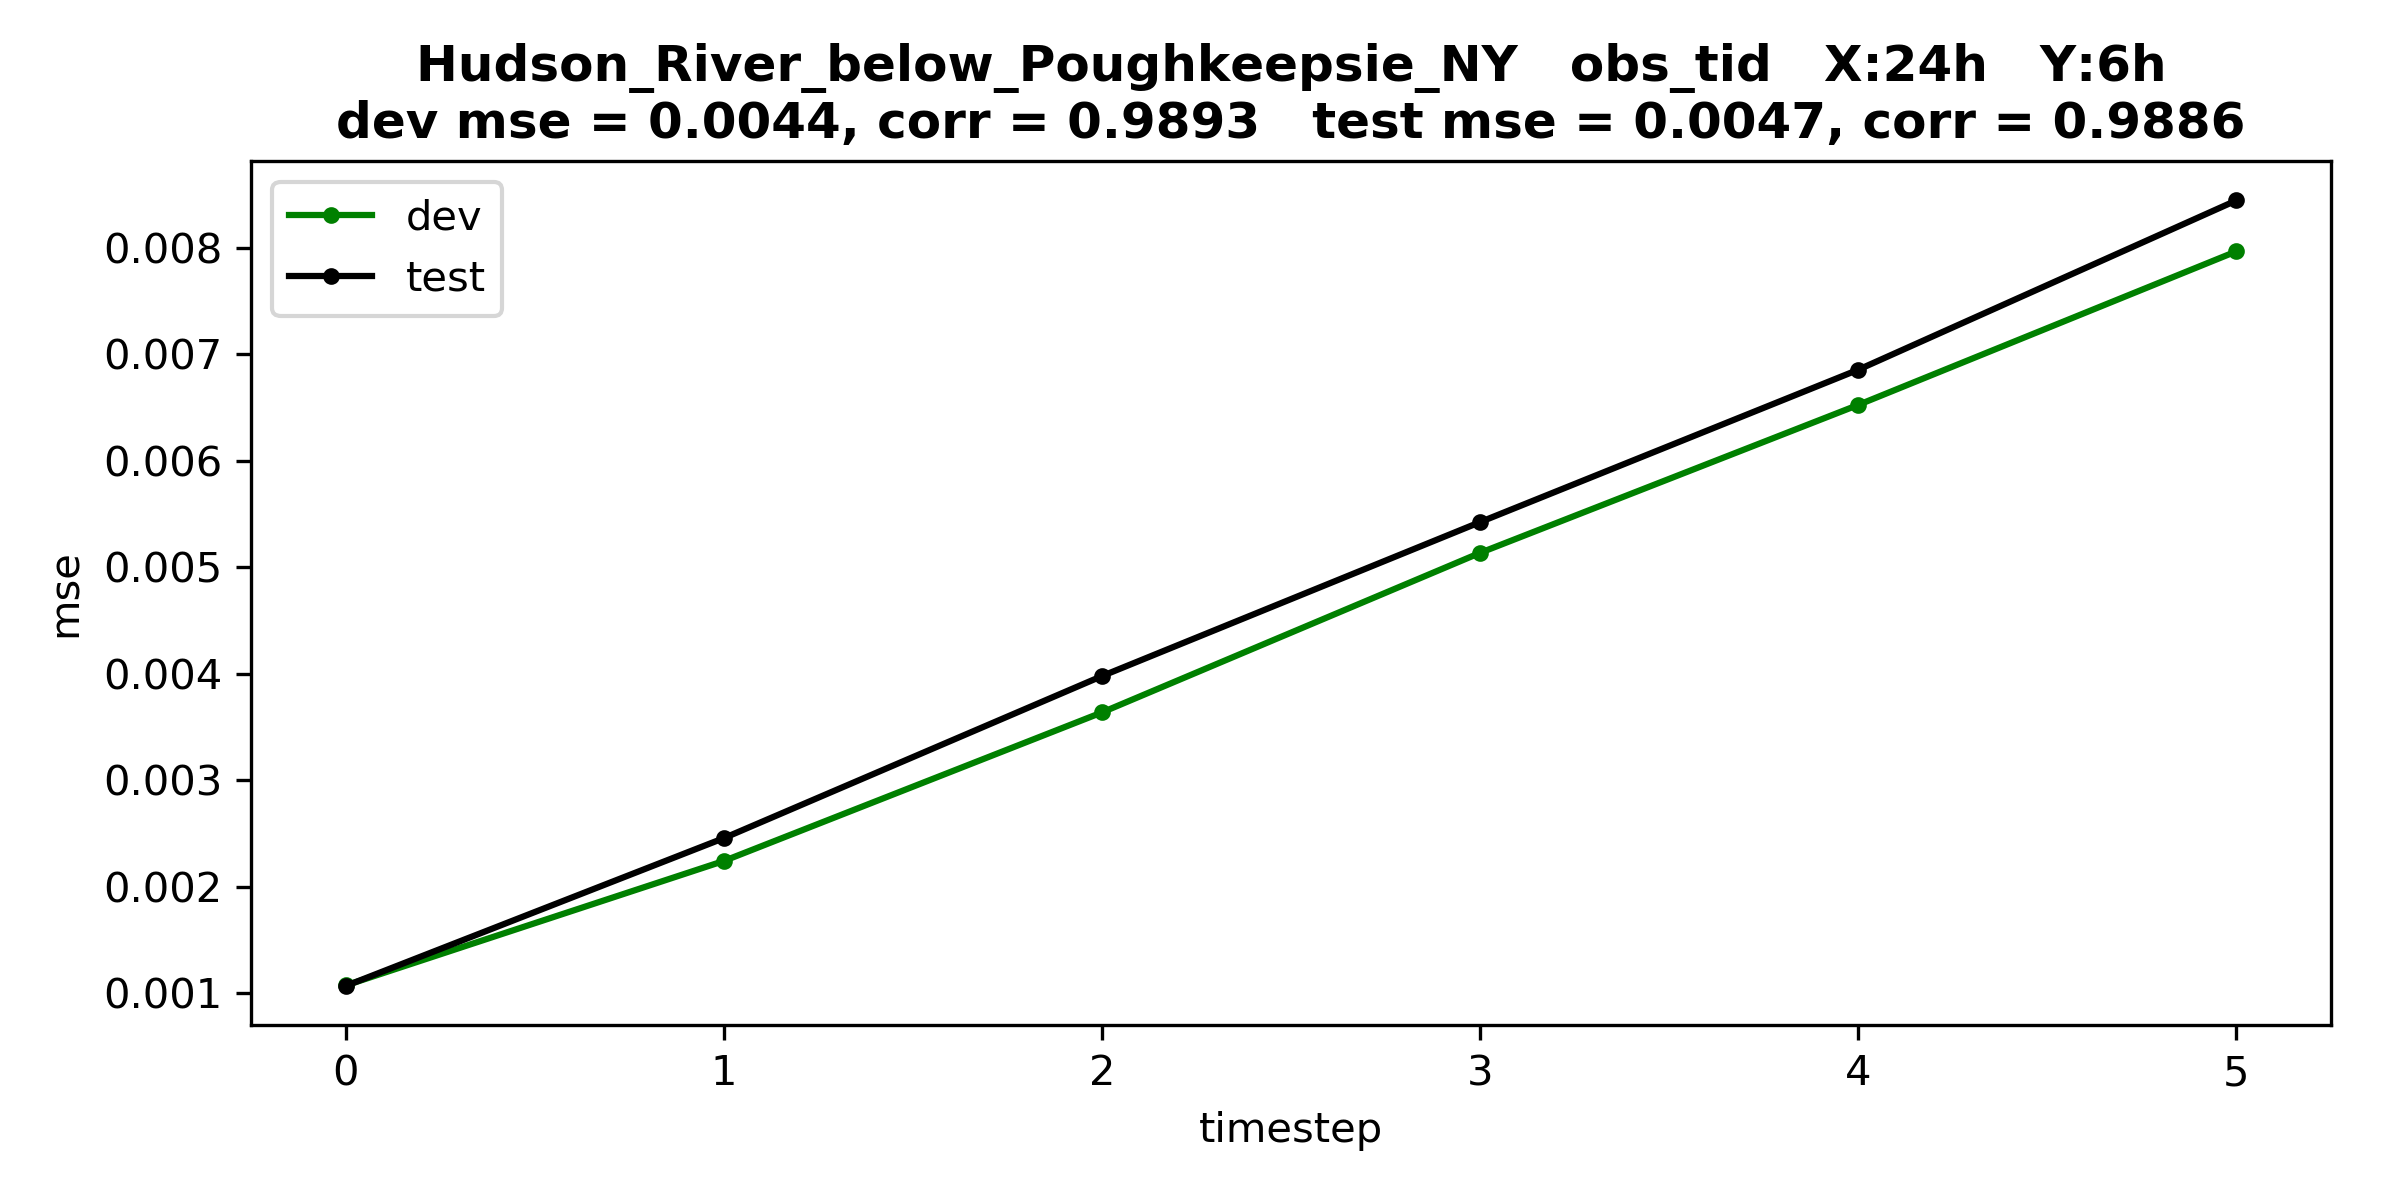 Hudson_River_below_Poughkeepsie_NY   obs_tid   X:24h   Y:6h
dev mse = 0.0044, corr = 0.9893   test mse = 0.0047, corr = 0.9886
dev
test
0.008
0.007
0.006
0.005
0.004
0.003
0.002
0.001
mse
0 1 2 3 4 5
timestep